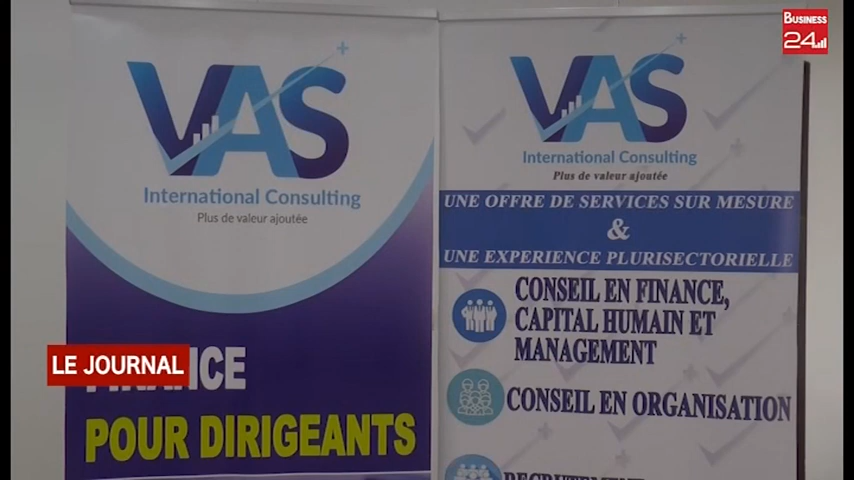 BUSINESS
24
VAS
International Consulting
Plus de valeur ajoutée
LE JOURNAL
FINANCE
POUR DIRIGEANTS
VAS
International Consulting
Plus de valeur ajoutée
UNE OFFRE DE SERVICES SUR MESURE
&
UNE EXPERIENCE PLURISECTORIELLE
CONSEIL EN FINANCE,
CAPITAL HUMAIN ET
MANAGEMENT
CONSEIL EN ORGANISATION
RECRUTEMENT